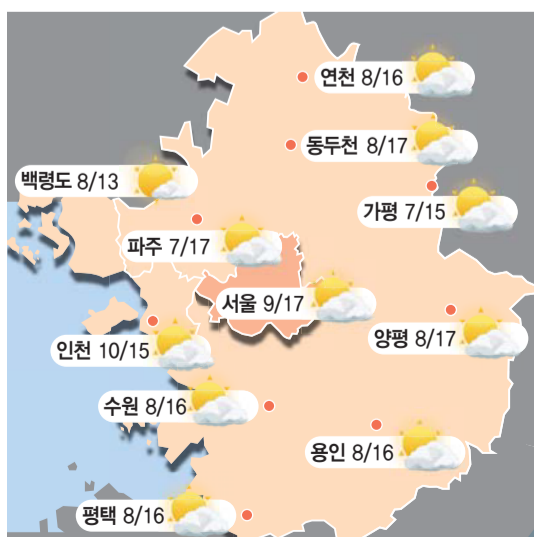 연천 8/16
동두천 8/17
백령도 8/13
가평 7/15
파주 7/17
서울 9/17
양평 8/17
인천 10/15
수원 8/16
용인 8/16
평택 8/16